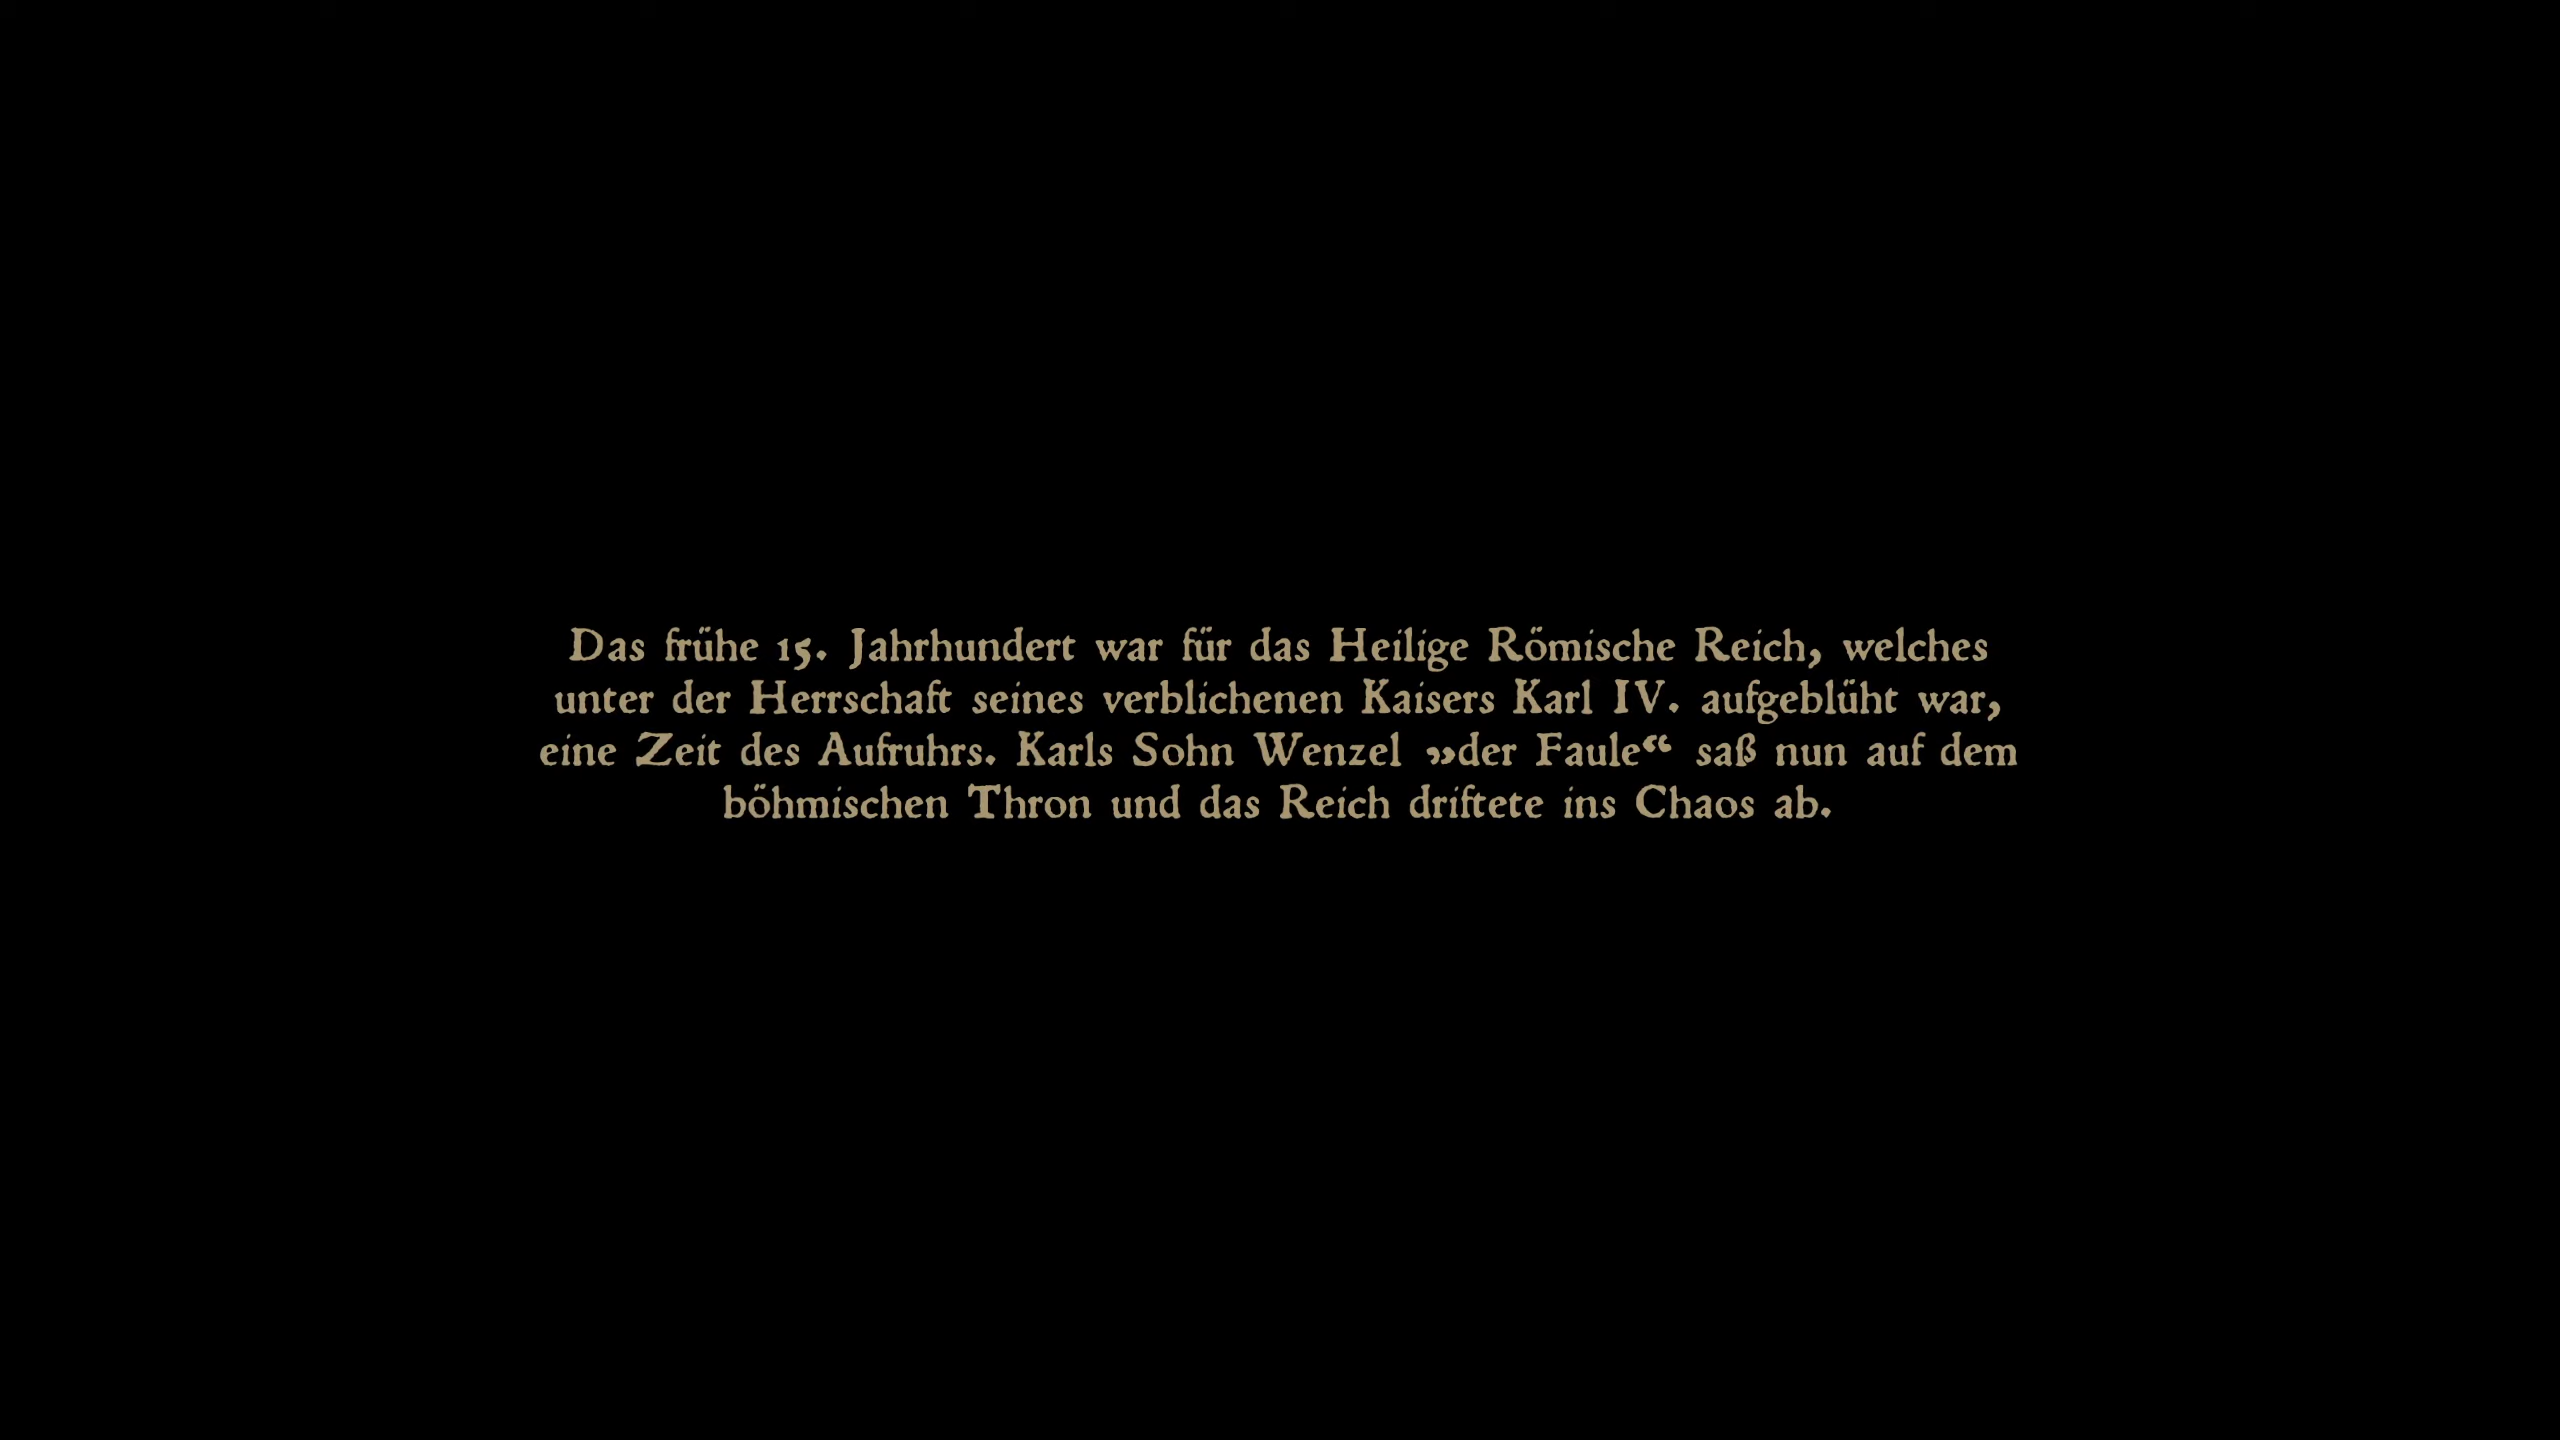 Das frühe 15. Jahrhundert war für das Heilige Römische Reich, welches
unter der Herrschaft seines verblichenen Kaisers Karl IV. aufgeblüht war,
eine Zeit des Aufruhrs. Karls Sohn Wenzel „der Faule“ saß nun auf dem
böhmischen Thron und das Reich driftete ins Chaos ab.